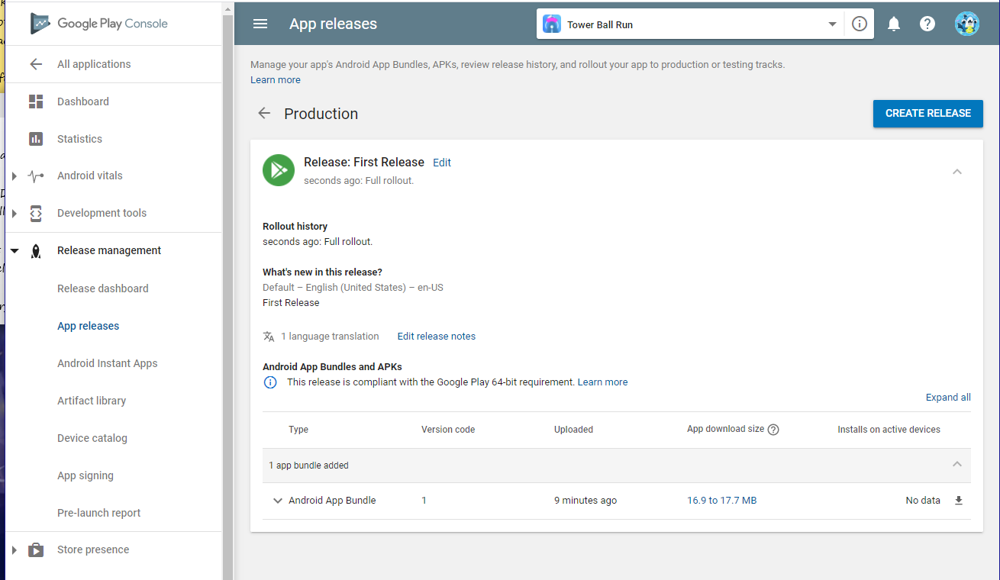 Google Play Console
All applications
Dashboard
Statistics
Android vitals
Development tools
Release management
Release dashboard
App releases
Android Instant Apps
Artifact library
Device catalog
App signing
Pre-launch report
Store presence
App releases
Tower Ball Run
Manage your app's Android App Bundles, APKs, review release history, and rollout your app to production or testing tracks.
Learn more
Production
CREATE RELEASE
Release: First Release Edit
seconds ago: Full rollout.
Rollout history
seconds ago: Full rollout.
What's new in this release?
Default – English (United States) – en-US
First Release
1 language translation Edit release notes
Android App Bundles and APKs
This release is compliant with the Google Play 64-bit requirement. Learn more
Expand all
Type Version code Uploaded App download size Installs on active devices
1 app bundle added
Android App Bundle 1 9 minutes ago 16.9 to 17.7 MB No data